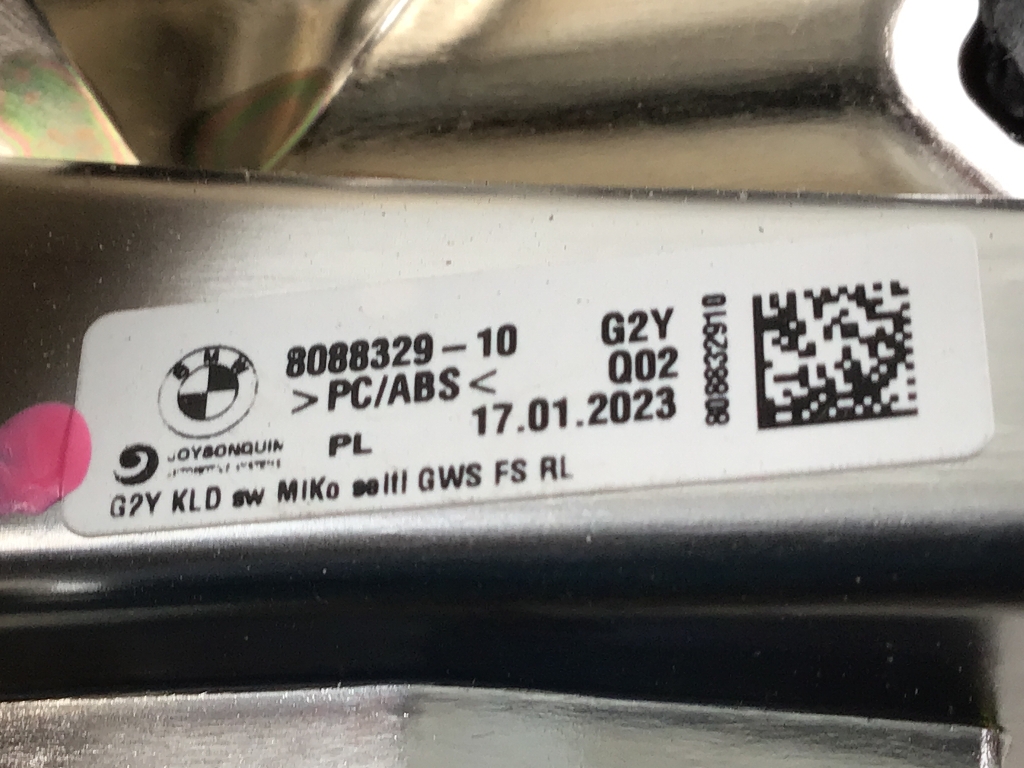 BMW
8088329-10
>PC/ABS<
G2Y
Q02
17.01.2023
808832910
JOYSONQUIN
PL
G2Y KLD sw MIKo seitl GWS FS RL